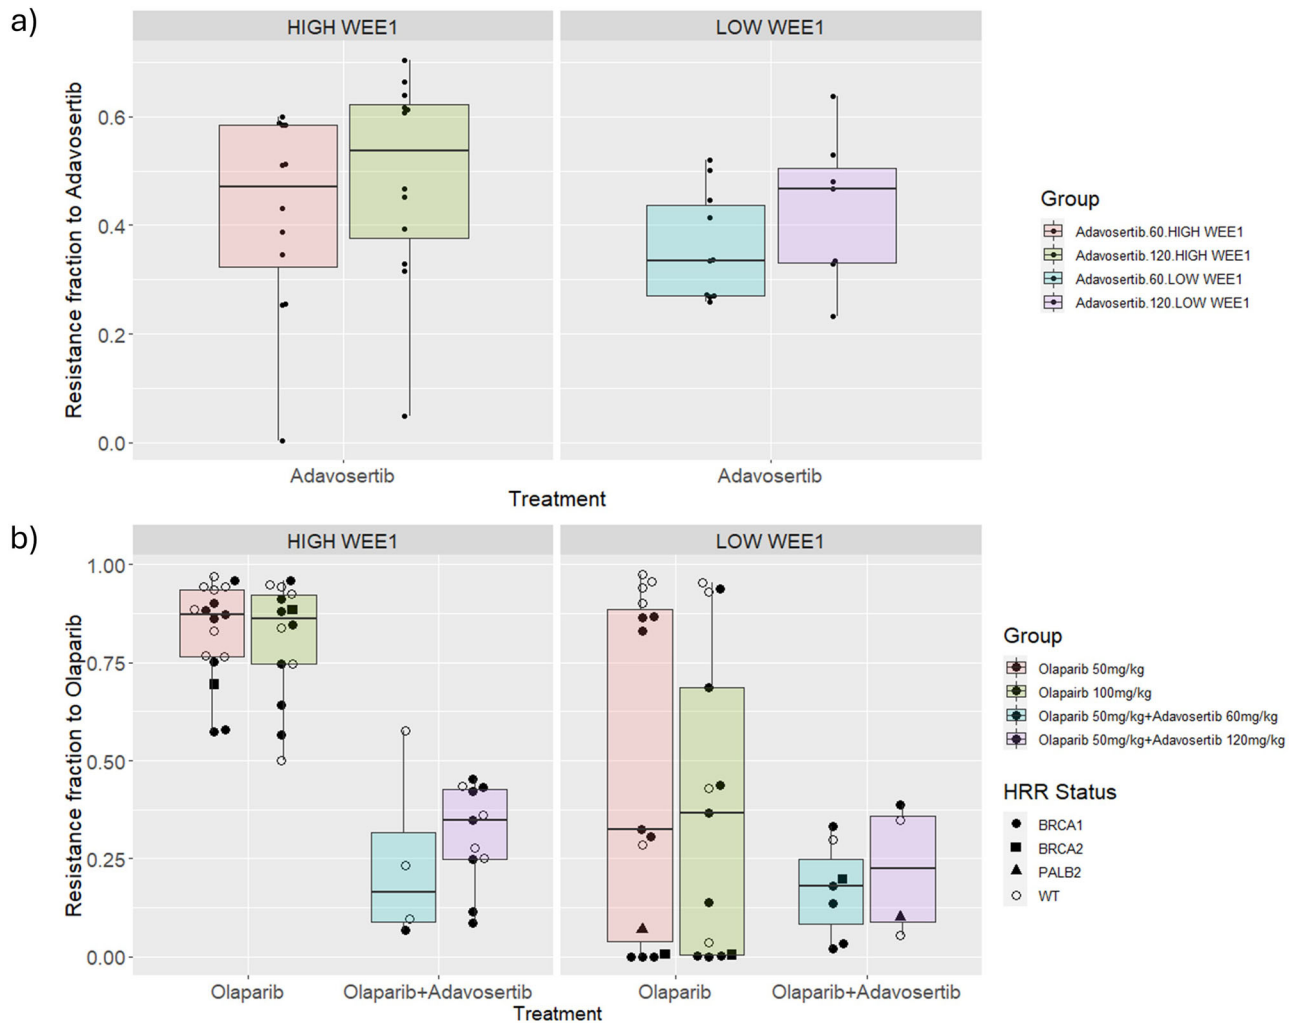 a)
HIGH WEE1
LOW WEE1
Resistance fraction to Adavosertib
0.6
0.4
0.2
0.0
Adavosertib
Adavosertib
Treatment
Group
Adavosertib.60.HIGH WEE1
Adavosertib.120.HIGH WEE1
Adavosertib.60.LOW WEE1
Adavosertib.120.LOW WEE1
b)
HIGH WEE1
LOW WEE1
Resistance fraction to Olaparib
1.00
0.75
0.50
0.25
0.00
Olaparib
Olaparib+Adavosertib
Olaparib
Olaparib+Adavosertib
Treatment
Group
Olaparib 50mg/kg
Olapairb 100mg/kg
Olaparib 50mg/kg+Adavosertib 60mg/kg
Olaparib 50mg/kg+Adavosertib 120mg/kg
HRR Status
BRCA1
BRCA2
PALB2
WT